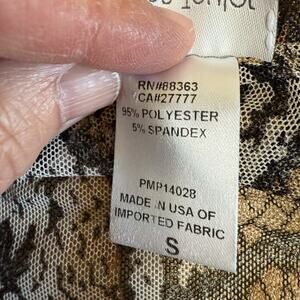 RN#88363
CA#27777
95% POLYESTER
5% SPANDEX
PMP14028
MADE IN USA OF
IMPORTED FABRIC
S